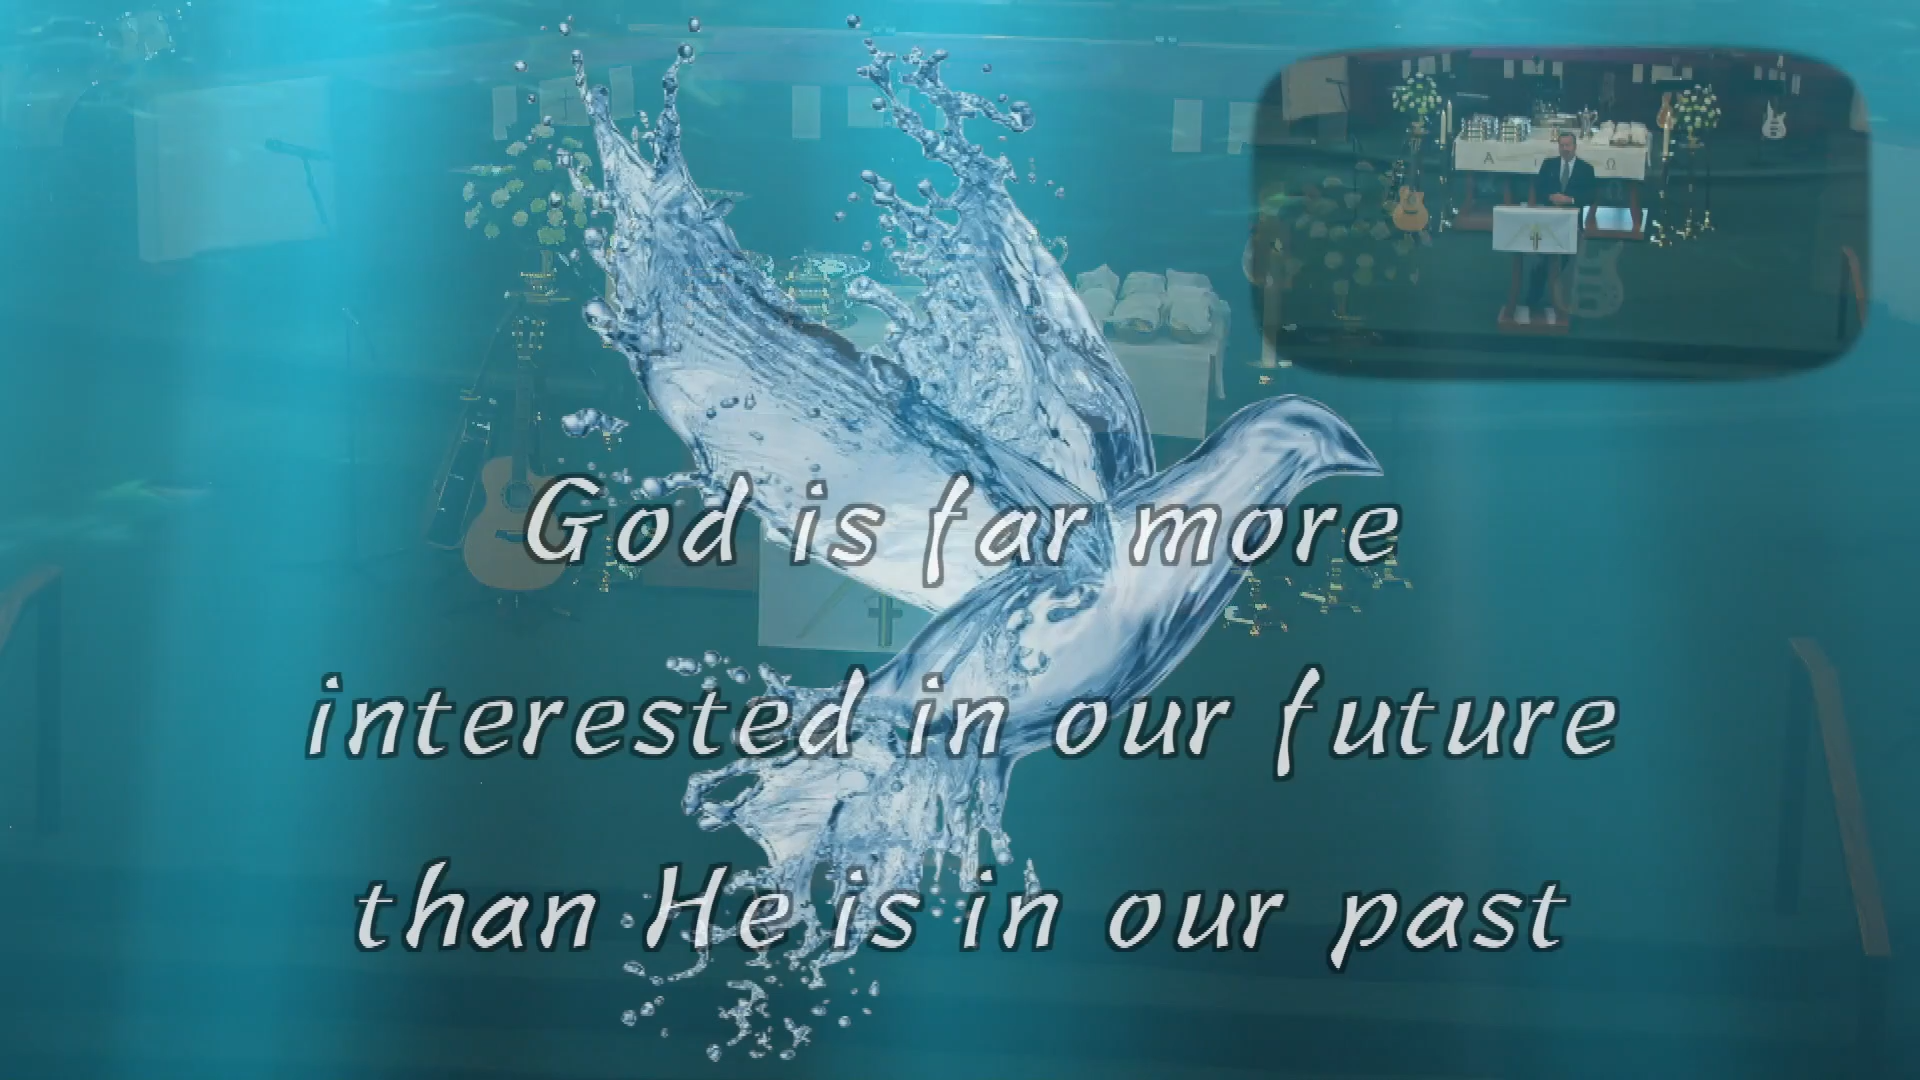 Α Ω
God is far more
interested in our future
than He is in our past